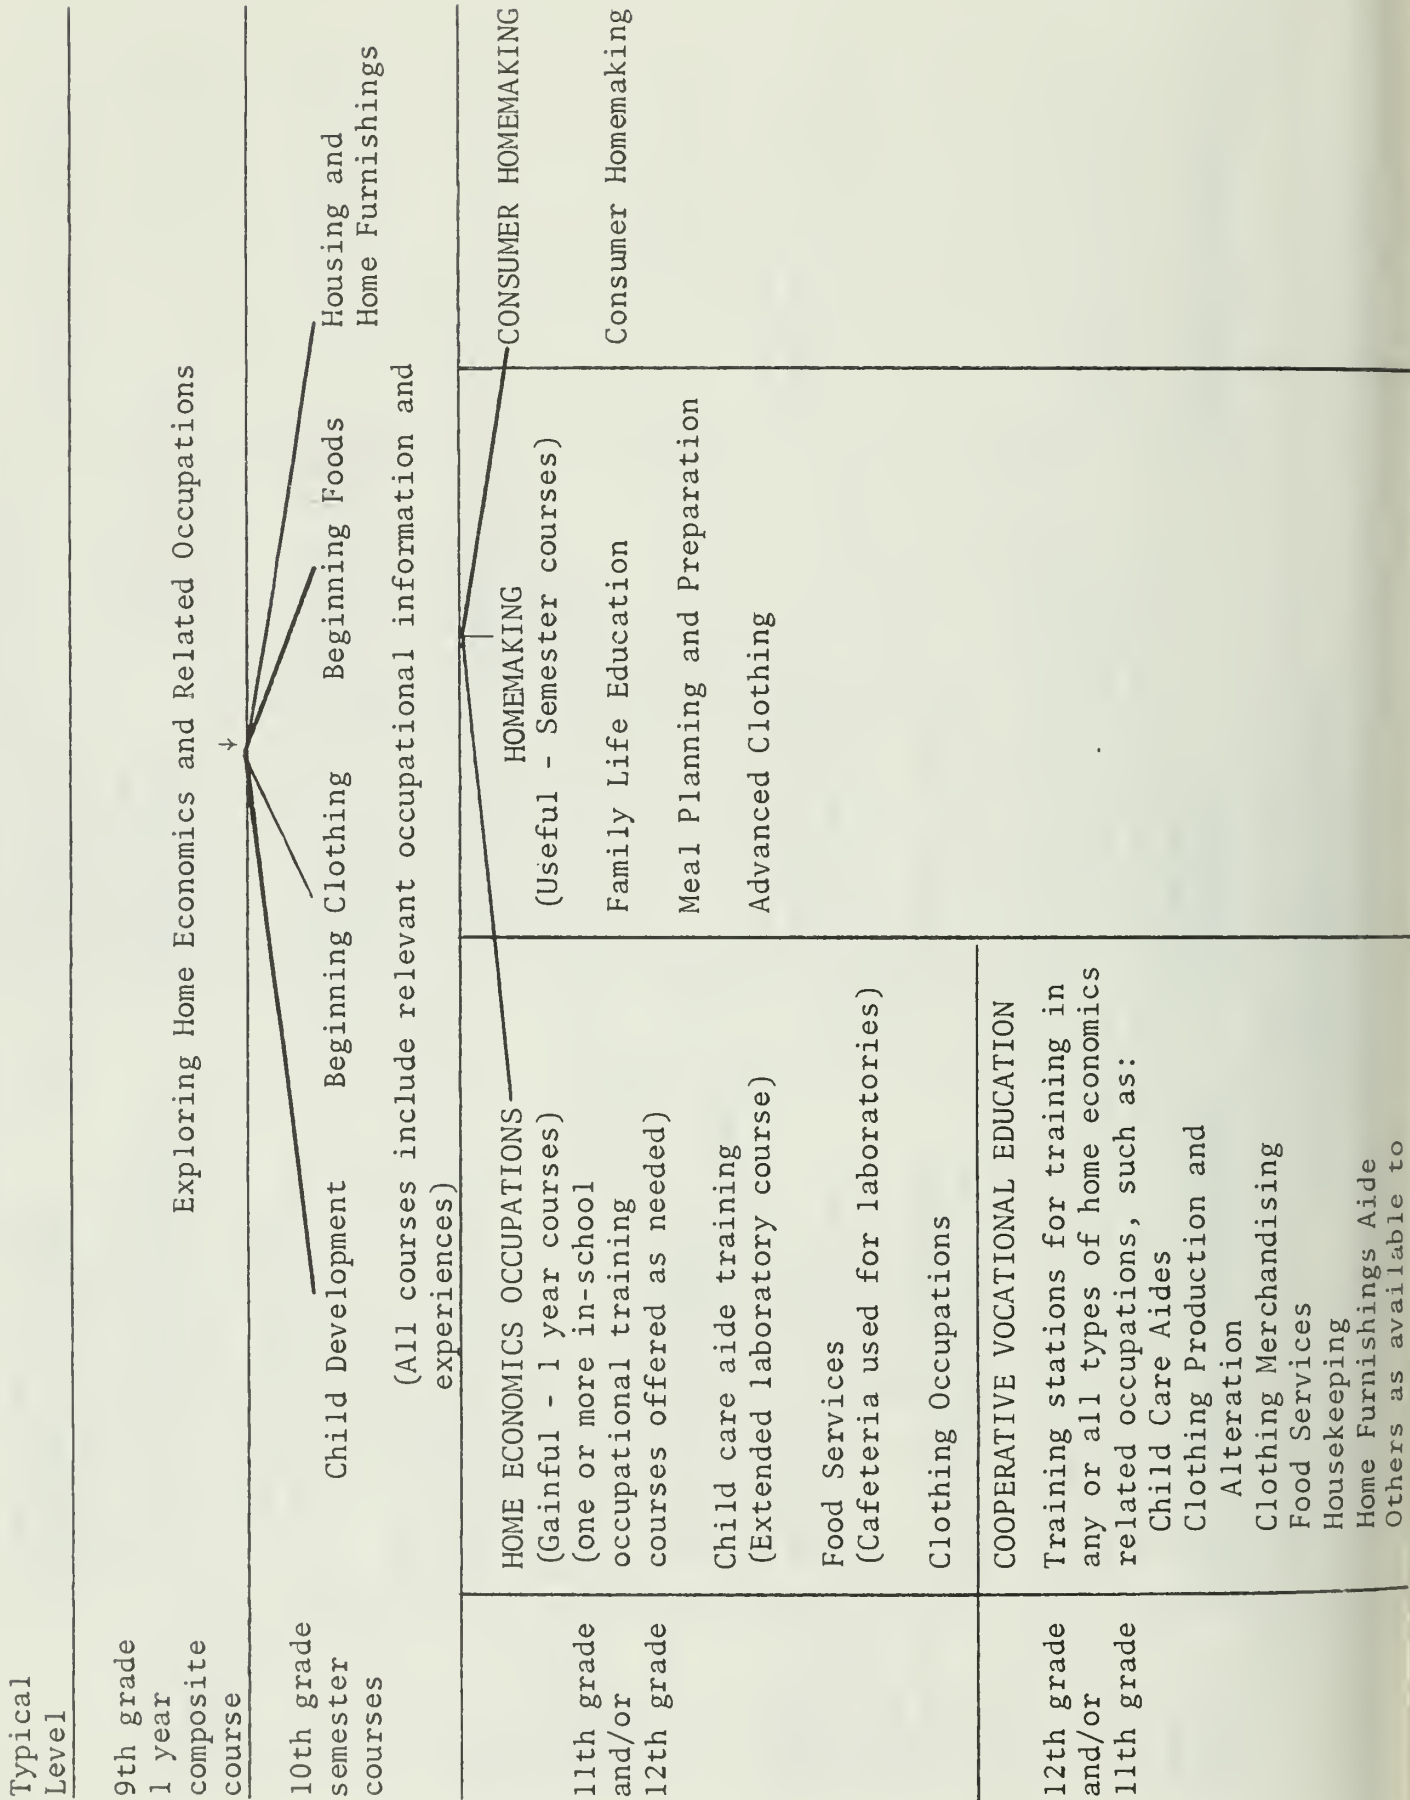 Typical
Level
9th grade
1 year
composite
course
Exploring Home Economics and Related Occupations
10th grade
semester
courses
Child Development
Beginning Clothing
Beginning Foods
Housing and
Home Furnishings
(All courses include relevant occupational information and
experiences)
11th grade
and/or
12th grade
HOME ECONOMICS OCCUPATIONS
(Gainful - 1 year courses)
(one or more in-school
occupational training
courses offered as needed)
Child care aide training
(Extended laboratory course)
Food Services
(Cafeteria used for laboratories)
Clothing Occupations
HOMEMAKING
(Useful - Semester courses)
Family Life Education
Meal Planning and Preparation
Advanced Clothing
CONSUMER HOMEMAKING
Consumer Homemaking
12th grade
and/or
11th grade
COOPERATIVE VOCATIONAL EDUCATION
Training stations for training in
any or all types of home economics
related occupations, such as:
Child Care Aides
Clothing Production and
Alteration
Clothing Merchandising
Food Services
Housekeeping
Home Furnishings Aide
Others as available to